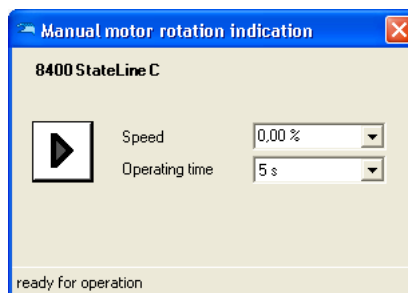 Manual motor rotation indication
8400 StateLine C
Speed 0,00 %
Operating time 5 s
ready for operation